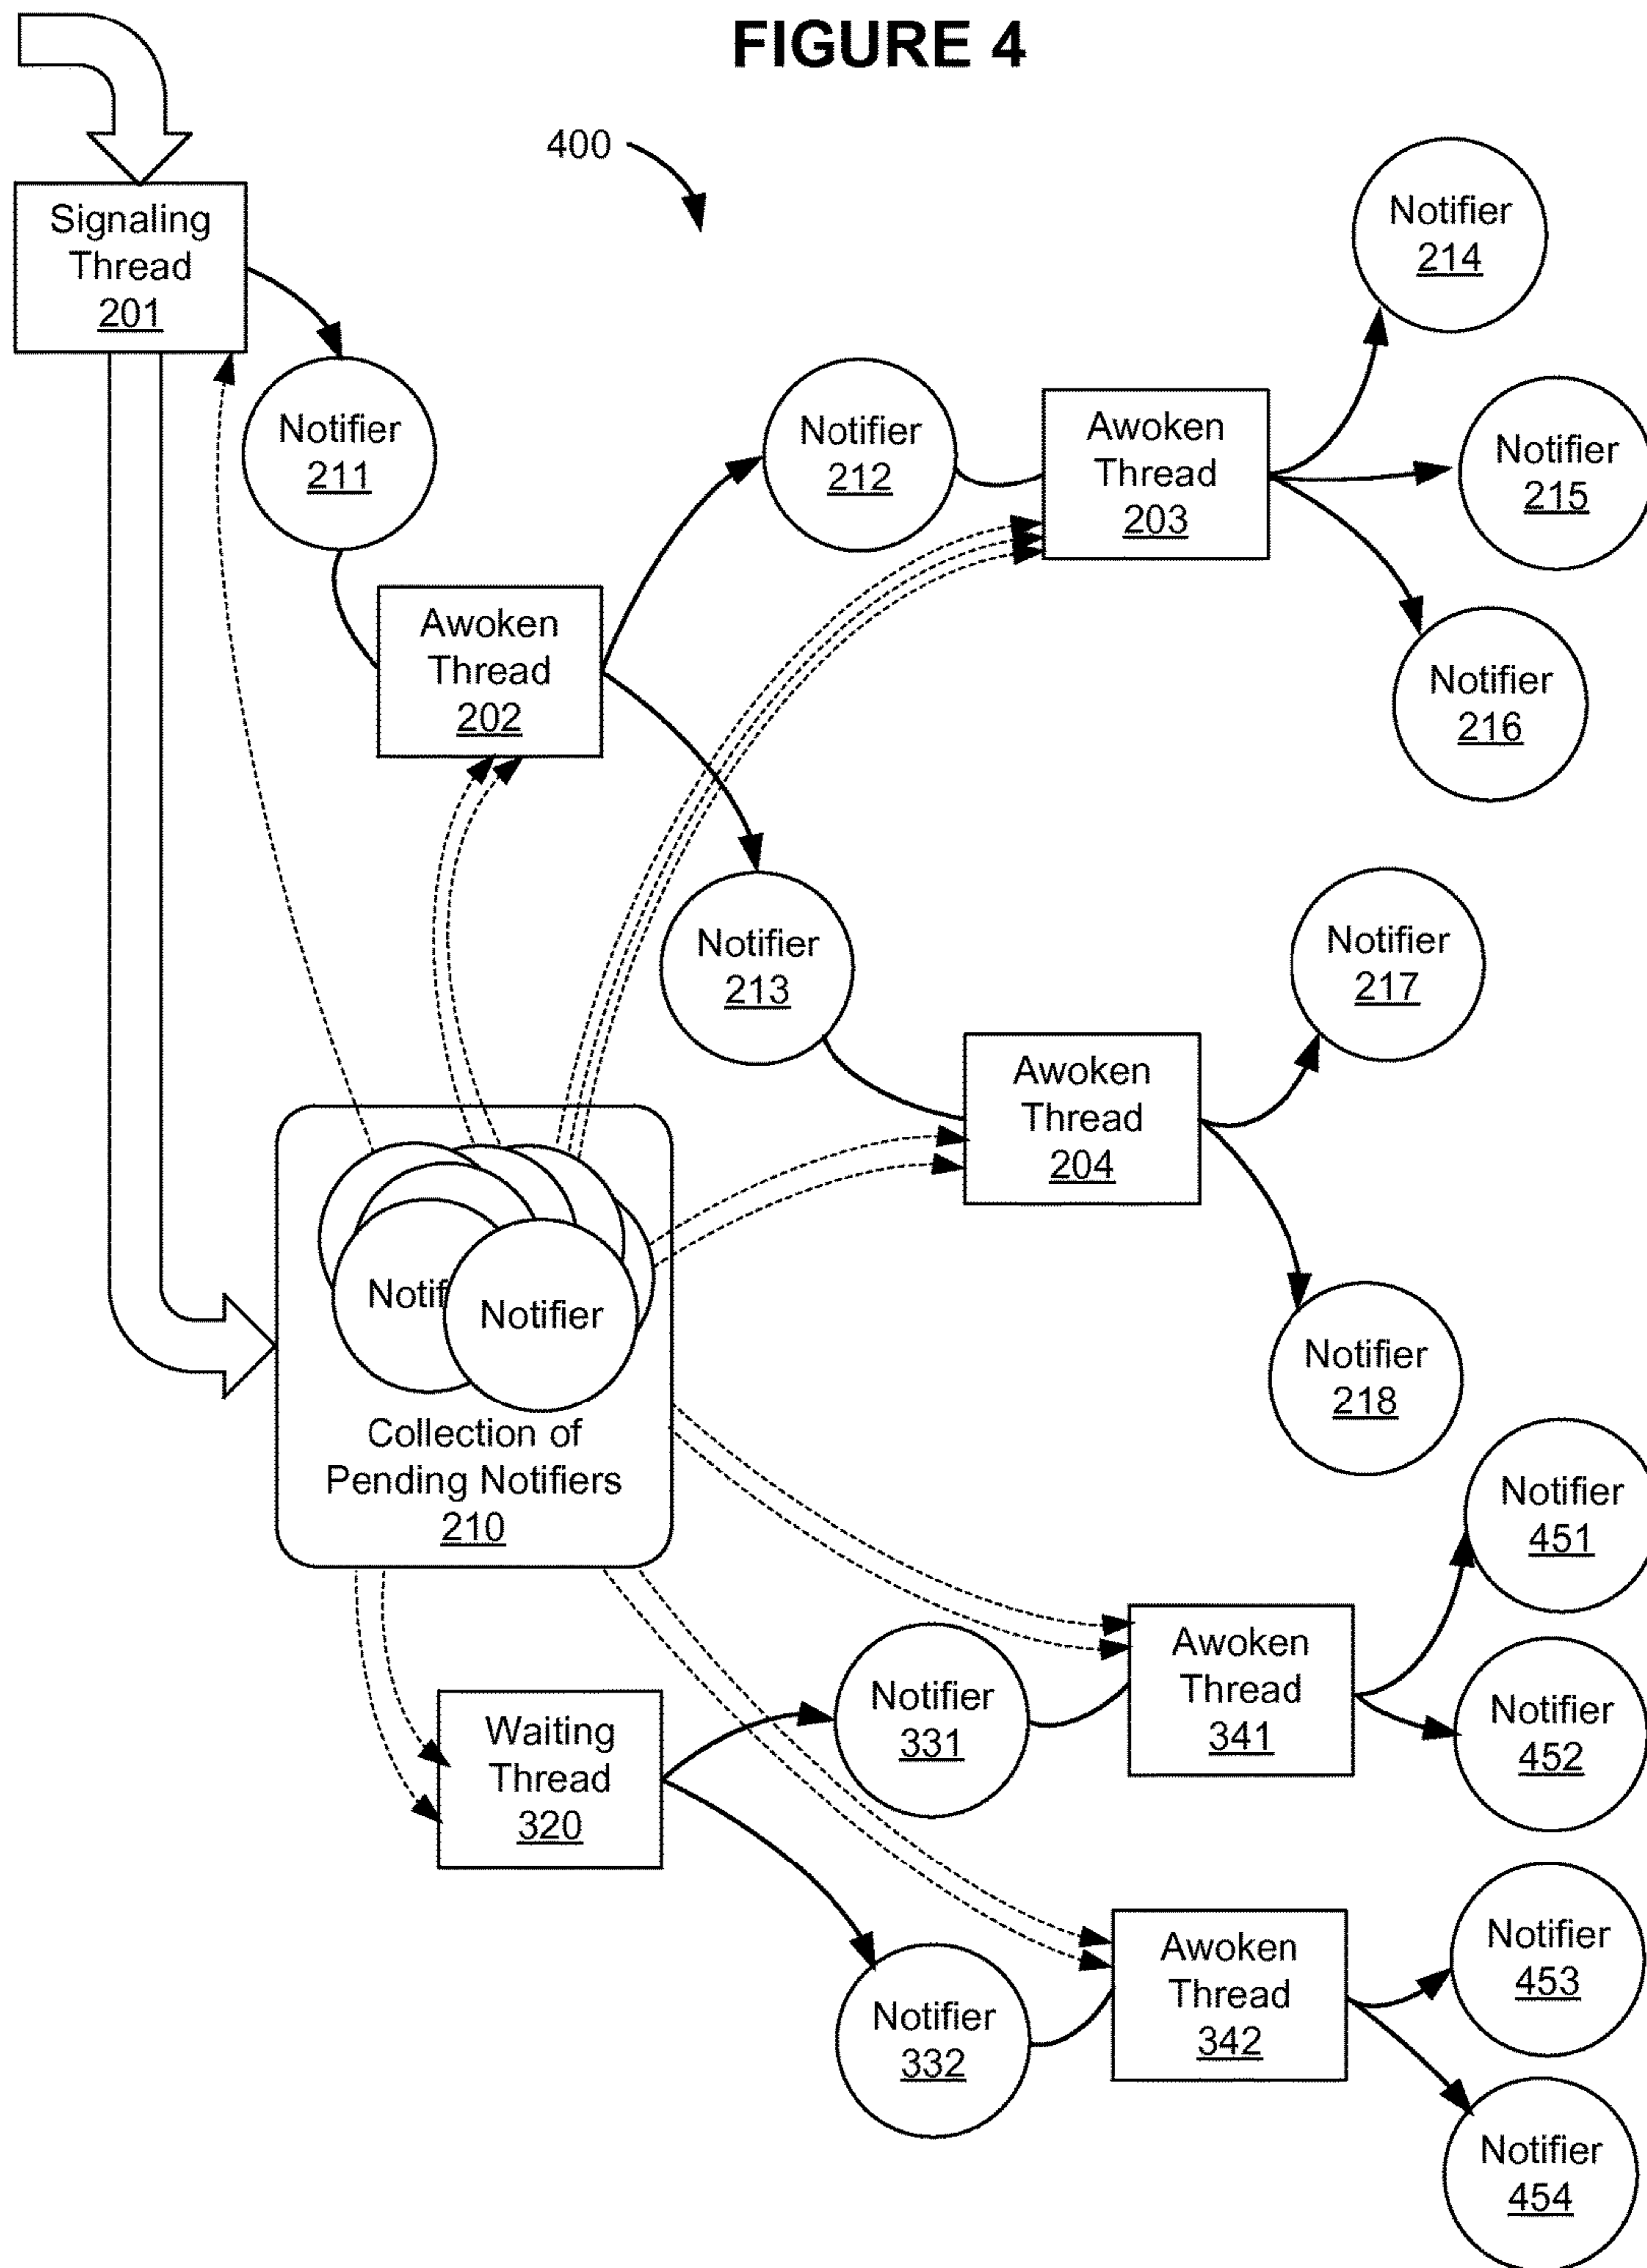 FIGURE 4
400
Signaling
Thread
201
Notifier
211
Notifier
212
Awoken
Thread
203
Notifier
214
Notifier
215
Notifier
216
Awoken
Thread
202
Notifier
213
Awoken
Thread
204
Notifier
217
Notifier
218
Notif
Notifier
Collection of
Pending Notifiers
210
Waiting
Thread
320
Notifier
331
Awoken
Thread
341
Notifier
451
Notifier
452
Notifier
332
Awoken
Thread
342
Notifier
453
Notifier
454